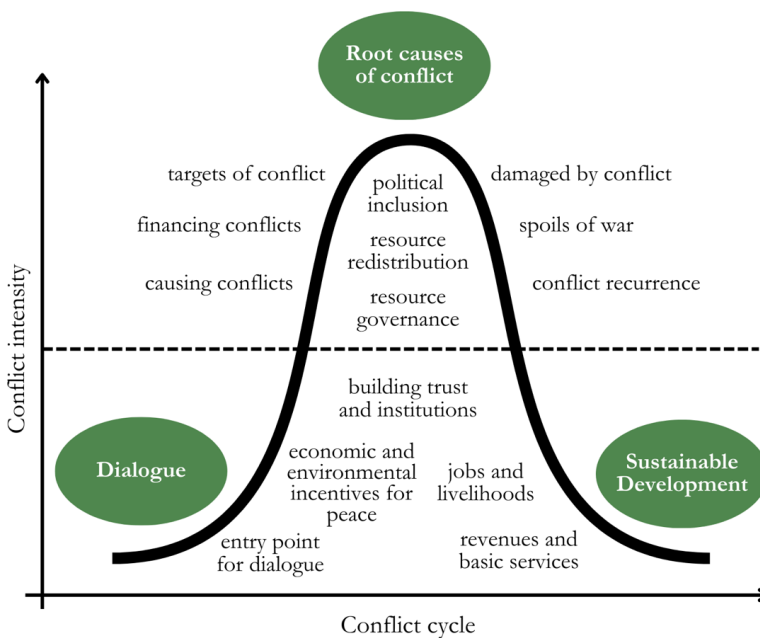 Root causes
of conflict
targets of conflict
political
inclusion
damaged by conflict
financing conflicts
resource
redistribution
spoils of war
causing conflicts
resource
governance
conflict recurrence
Conflict intensity
building trust
and institutions
Dialogue
economic and
environmental
incentives for
peace
jobs and
livelihoods
Sustainable
Development
entry point
for dialogue
revenues and
basic services
Conflict cycle